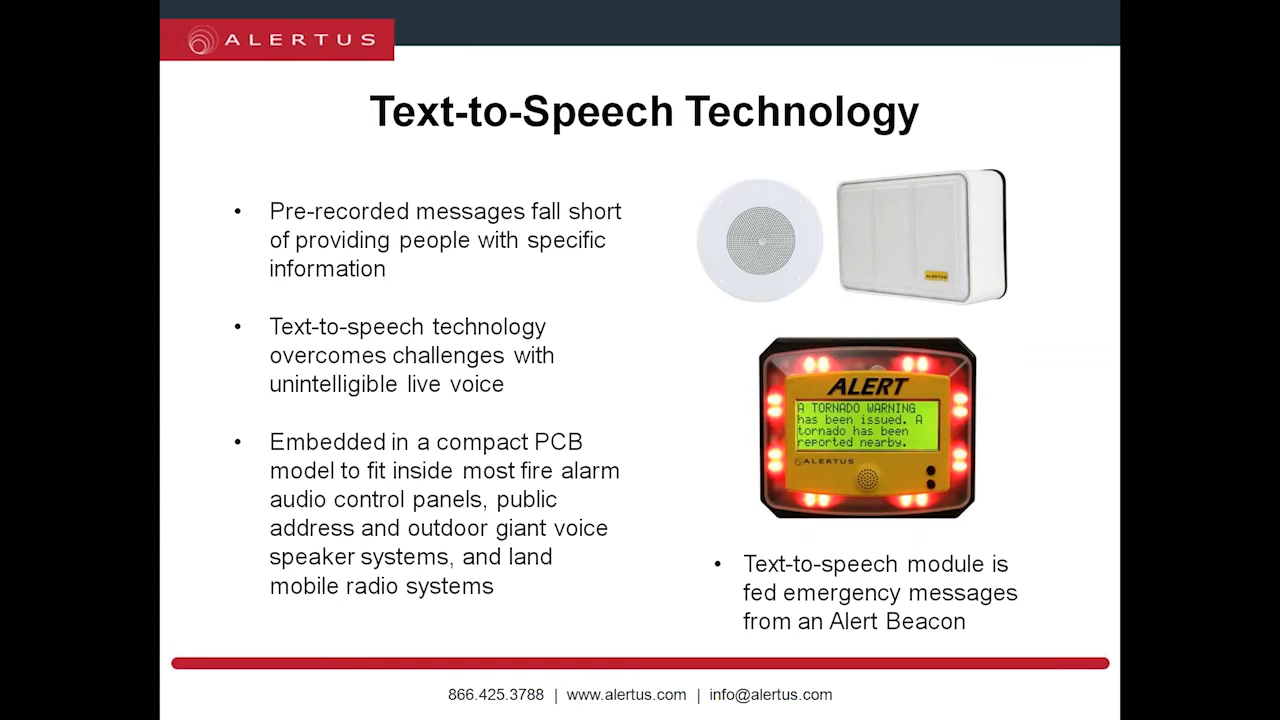 ALERTUS
Text-to-Speech Technology
• Pre-recorded messages fall short
of providing people with specific
information
• Text-to-speech technology
overcomes challenges with
unintelligible live voice
• Embedded in a compact PCB
model to fit inside most fire alarm
audio control panels, public
address and outdoor giant voice
speaker systems, and land
mobile radio systems
ALERTUS
ALERT
A TORNADO WARNING
has been issued. A
tornado has been
reported nearby.
ALERTUS
• Text-to-speech module is
fed emergency messages
from an Alert Beacon
866.425.3788 | www.alertus.com | info@alertus.com